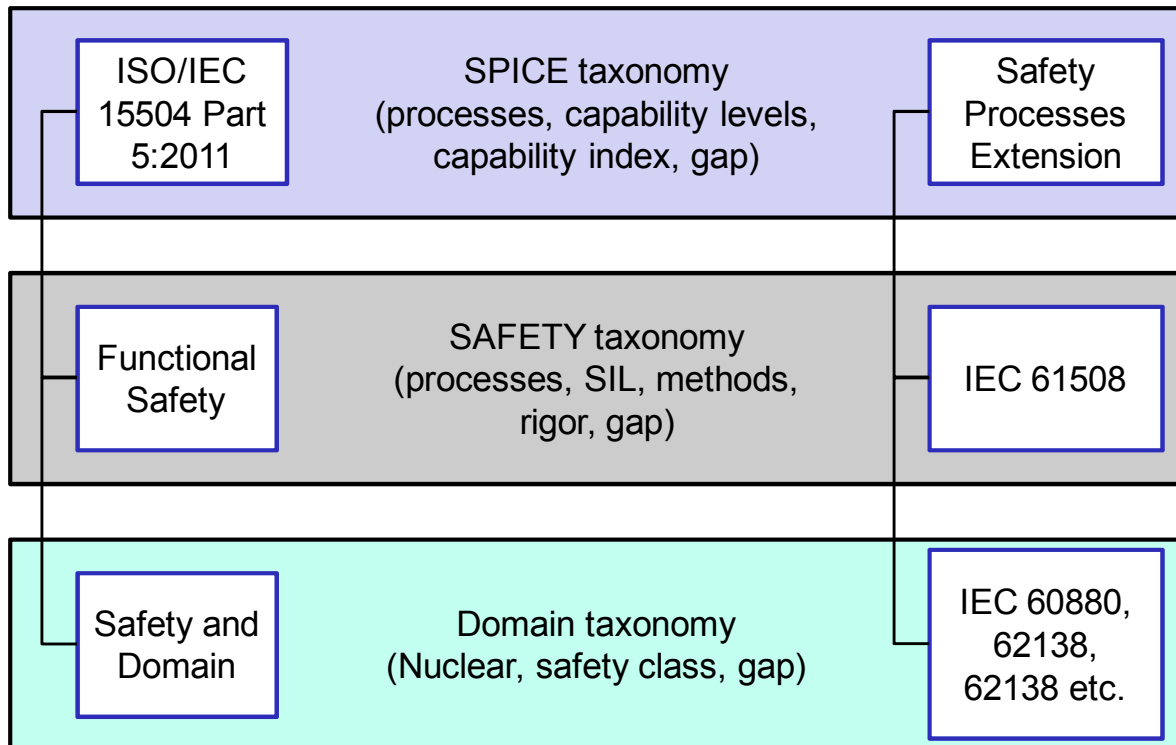 ISO/IEC
15504 Part
5:2011
SPICE taxonomy
(processes, capability levels,
capability index, gap)
Safety
Processes
Extension
Functional
Safety
SAFETY taxonomy
(processes, SIL, methods,
rigor, gap)
IEC 61508
Safety and
Domain
Domain taxonomy
(Nuclear, safety class, gap)
IEC 60880,
62138,
62138 etc.